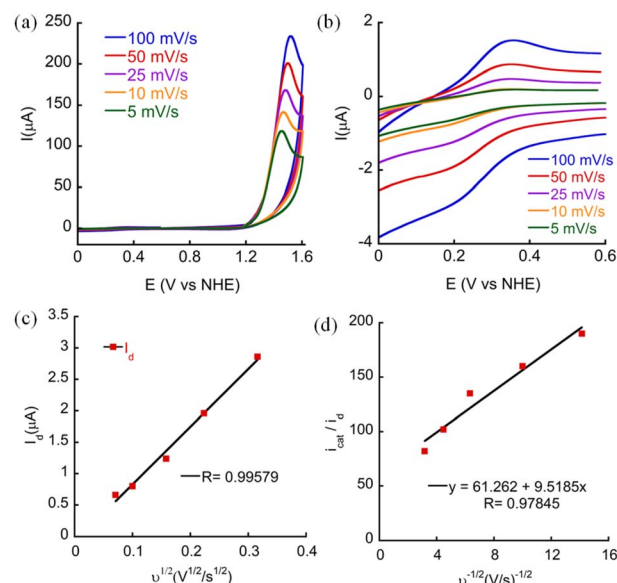 (a)
350
300
250
200
150
100
50
0
I(μA)
100 mV/s
50 mV/s
25 mV/s
10 mV/s
5 mV/s
0 0.4 0.8 1.2 1.6
E (V vs NHE)
(b)
2
0
-2
-4
I(μA)
100 mV/s
50 mV/s
25 mV/s
10 mV/s
5 mV/s
0 0.2 0.4 0.6
E (V vs NHE)
(c)
3.5
3
2.5
2
1.5
1
0.5
0
I_d(μA)
I_d
R= 0.99579
0 0.1 0.2 0.3 0.4
υ^1/2(V^1/2/s^1/2)
(d)
200
150
100
50
0
i_cat / i_d
y = 61.262 + 9.5185x
R= 0.97845
0 4 8 12 16
υ^-1/2(V/s)^-1/2